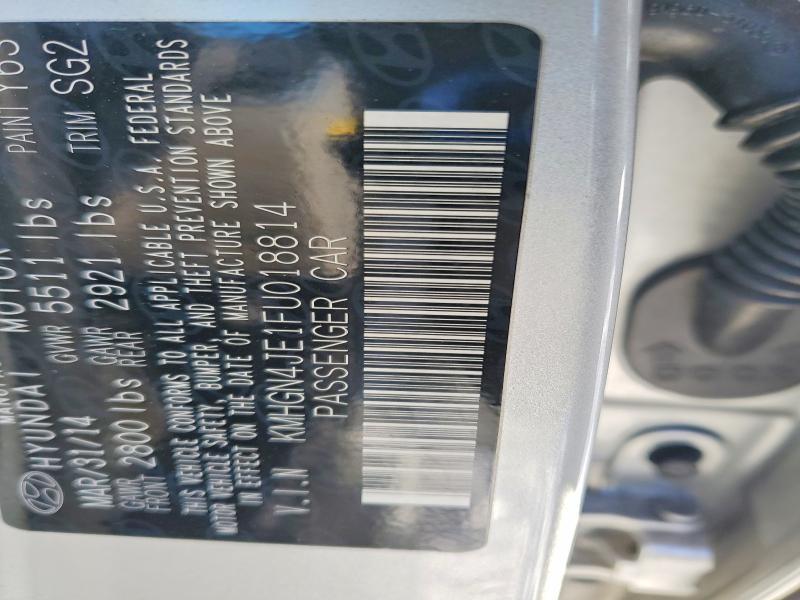 HYUNDAI MOTOR
MAR/31/14 GVWR 5511 lbs PAINT Y6S
GAWR FRONT 2800 lbs GAWR REAR 2921 lbs TRIM SG2
THIS VEHICLE CONFORMS TO ALL APPLICABLE U.S.A. FEDERAL
MOTOR VEHICLE SAFETY, BUMPER, AND THEFT PREVENTION STANDARDS
IN EFFECT ON THE DATE OF MANUFACTURE SHOWN ABOVE
V.I.N KMHGN4JE1FU018814
PASSENGER CAR